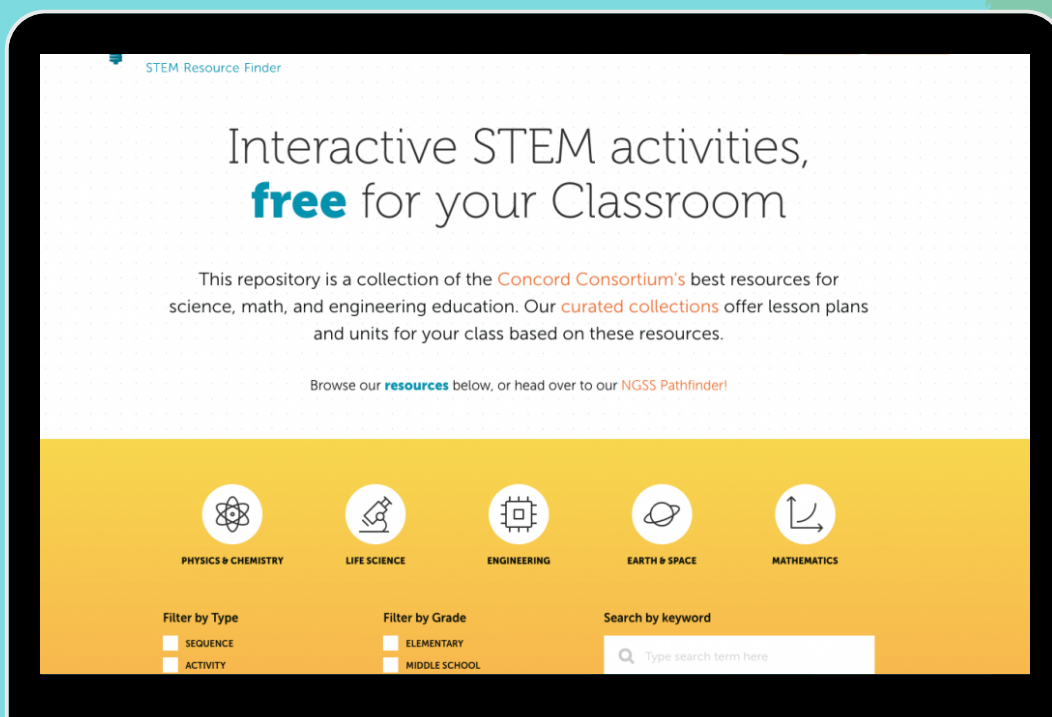 STEM Resource Finder
Interactive STEM activities,
free for your Classroom
This repository is a collection of the Concord Consortium's best resources for
science, math, and engineering education. Our curated collections offer lesson plans
and units for your class based on these resources.
Browse our resources below, or head over to our NGSS Pathfinder!
PHYSICS & CHEMISTRY
LIFE SCIENCE
ENGINEERING
EARTH & SPACE
MATHEMATICS
Filter by Type
SEQUENCE
ACTIVITY
Filter by Grade
ELEMENTARY
MIDDLE SCHOOL
Search by keyword
Type search term here